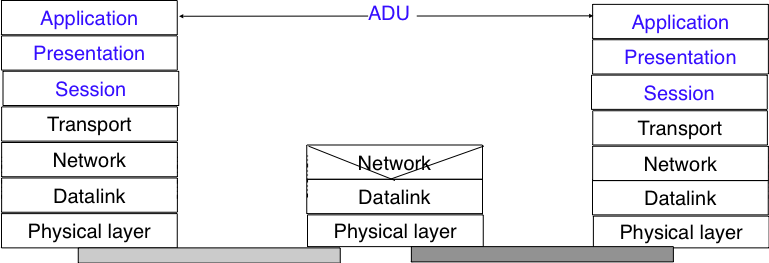 ADU
Application
Presentation
Session
Transport
Network
Datalink
Physical layer
Network
Datalink
Physical layer
Application
Presentation
Session
Transport
Network
Datalink
Physical layer